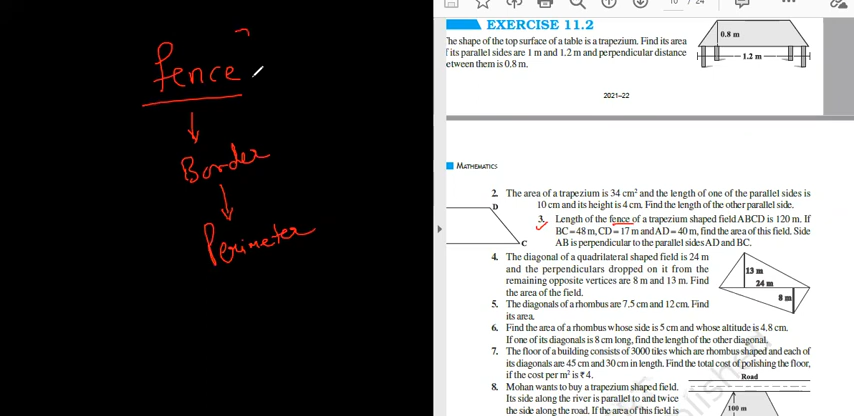 fence
Border
Perimeter
10 / 24
EXERCISE 11.2
The shape of the top surface of a table is a trapezium. Find its area
f its parallel sides are 1 m and 1.2 m and perpendicular distance
between them is 0.8 m.
0.8 m
1.2 m
2021–22
MATHEMATICS
2. The area of a trapezium is 34 cm² and the length of one of the parallel sides is
10 cm and its height is 4 cm. Find the length of the other parallel side.
3. Length of the fence of a trapezium shaped field ABCD is 120 m. If
BC = 48 m, CD = 17 m and AD = 40 m, find the area of this field. Side
AB is perpendicular to the parallel sides AD and BC.
D
C
4. The diagonal of a quadrilateral shaped field is 24 m
and the perpendiculars dropped on it from the
remaining opposite vertices are 8 m and 13 m. Find
the area of the field.
13 m
24 m
8 m
5. The diagonals of a rhombus are 7.5 cm and 12 cm. Find
its area.
6. Find the area of a rhombus whose side is 5 cm and whose altitude is 4.8 cm.
If one of its diagonals is 8 cm long, find the length of the other diagonal.
7. The floor of a building consists of 3000 tiles which are rhombus shaped and each of
its diagonals are 45 cm and 30 cm in length. Find the total cost of polishing the floor,
if the cost per m² is ₹ 4.
8. Mohan wants to buy a trapezium shaped field.
Its side along the river is parallel to and twice
the side along the road. If the area of this field is
Road
100 m